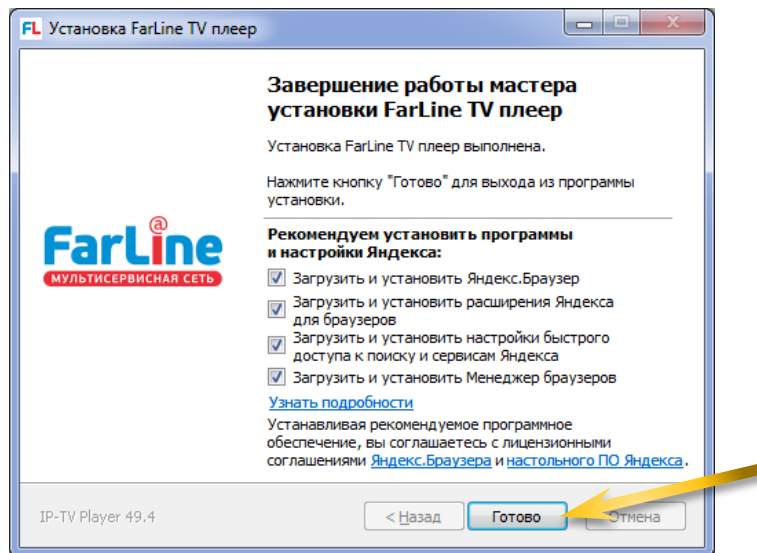 FL Установка FarLine TV плеер
Завершение работы мастера
установки FarLine TV плеер
Установка FarLine TV плеер выполнена.
Нажмите кнопку "Готово" для выхода из программы
установки.
FarLine
@
МУЛЬТИСЕРВИСНАЯ СЕТЬ
Рекомендуем установить программы
и настройки Яндекса:
Загрузить и установить Яндекс.Браузер
Загрузить и установить расширения Яндекса
для браузеров
Загрузить и установить настройки быстрого
доступа к поиску и сервисам Яндекса
Загрузить и установить Менеджер браузеров
Узнать подробности
Устанавливая рекомендуемое программное
обеспечение, вы соглашаетесь с лицензионными
соглашениями Яндекс.Браузера и настольного ПО Яндекса.
IP-TV Player 49.4
< Назад
Готово
Отмена